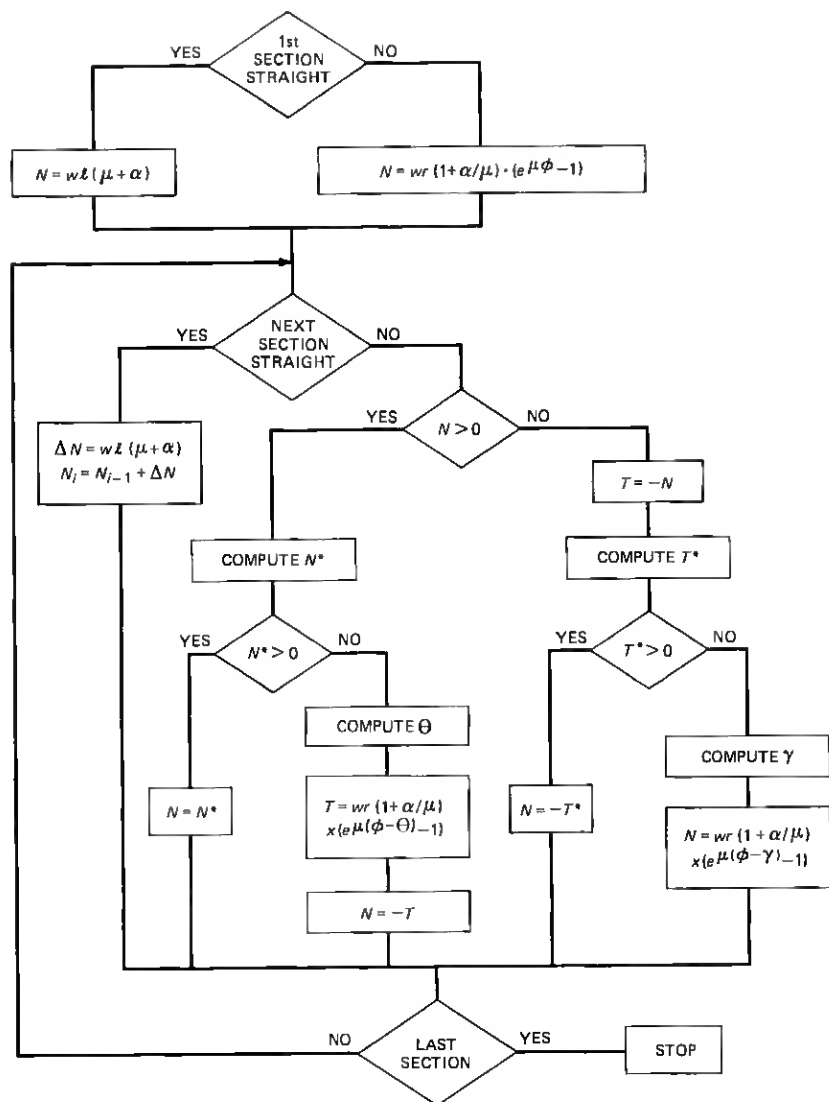 1st
SECTION
STRAIGHT
YES
NO
N = wℓ(μ+α)
N = wr (1+α/μ)·(e^μφ−1)
NEXT
SECTION
STRAIGHT
YES
NO
ΔN = wℓ (μ+α)
N_i = N_{i−1} + ΔN
N > 0
YES
NO
T = −N
COMPUTE N*
COMPUTE T*
YES
N* > 0
NO
YES
T* > 0
NO
COMPUTE Θ
COMPUTE γ
N = N*
T = wr (1+α/μ)
x(e^μ(φ−Θ)−1)
N = −T*
N = wr (1+α/μ)
x(e^μ(φ−γ)−1)
N = −T
NO
LAST
SECTION
YES
STOP